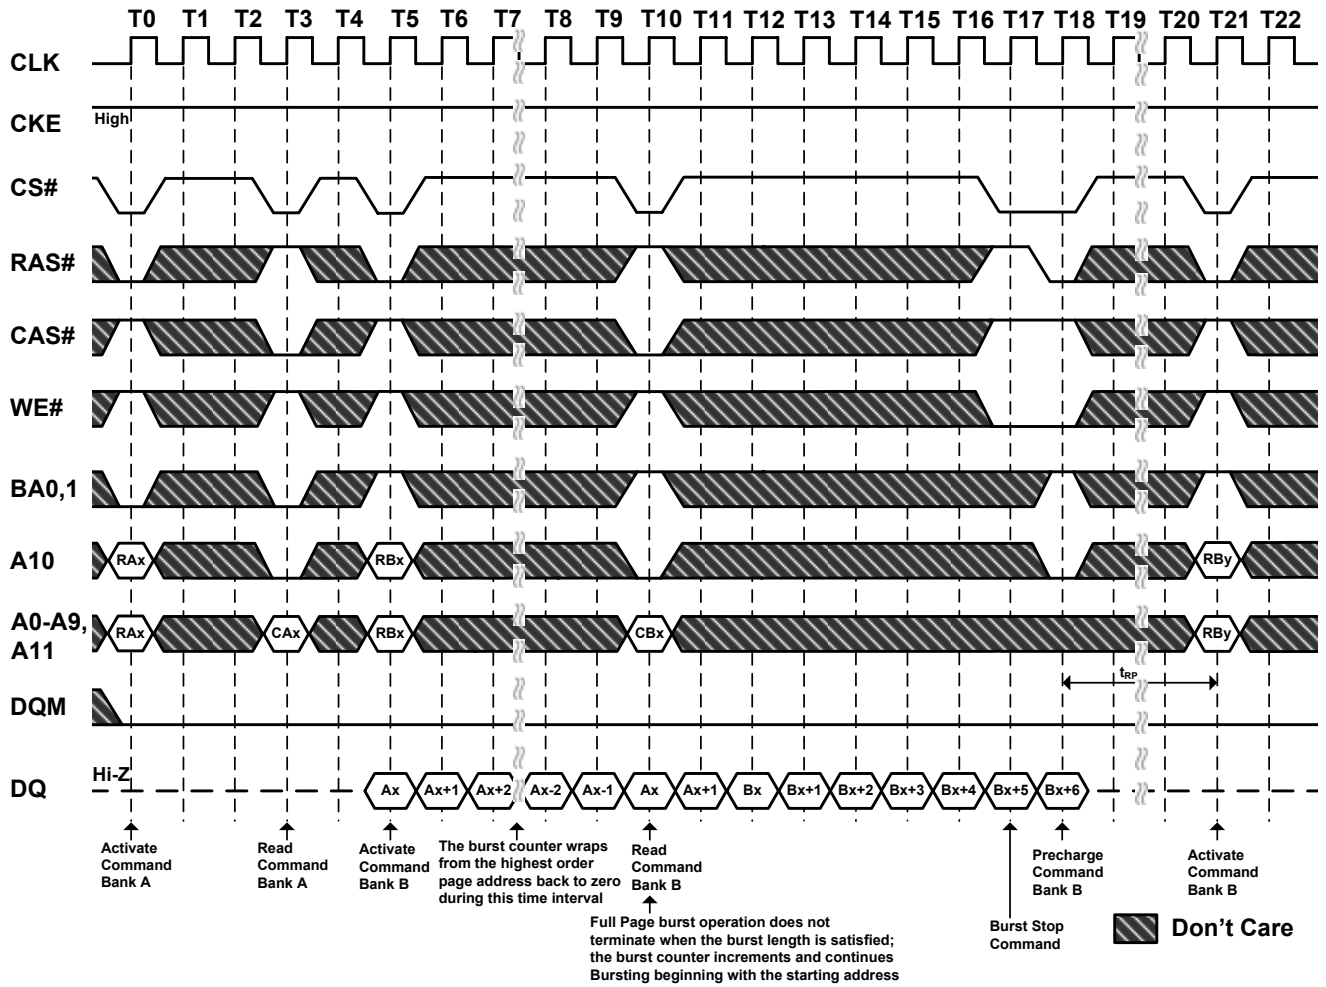 T0 T1 T2 T3 T4 T5 T6 T7 T8 T9 T10 T11 T12 T13 T14 T15 T16 T17 T18 T19 T20 T21 T22
CLK
CKE High
CS#
RAS#
CAS#
WE#
BA0,1
A10 RAx RBx RBy
A0-A9,
A11 RAx CAx RBx CBx RBy
tRP
DQM
DQ Hi-Z Ax Ax+1 Ax+2 Ax-2 Ax-1 Ax Ax+1 Bx Bx+1 Bx+2 Bx+3 Bx+4 Bx+5 Bx+6
Activate
Command
Bank A
Read
Command
Bank A
Activate
Command
Bank B
The burst counter wraps
from the highest order
page address back to zero
during this time interval
Read
Command
Bank B
Full Page burst operation does not
terminate when the burst length is satisfied;
the burst counter increments and continues
Bursting beginning with the starting address
Burst Stop
Command
Precharge
Command
Bank B
Activate
Command
Bank B
Don't Care